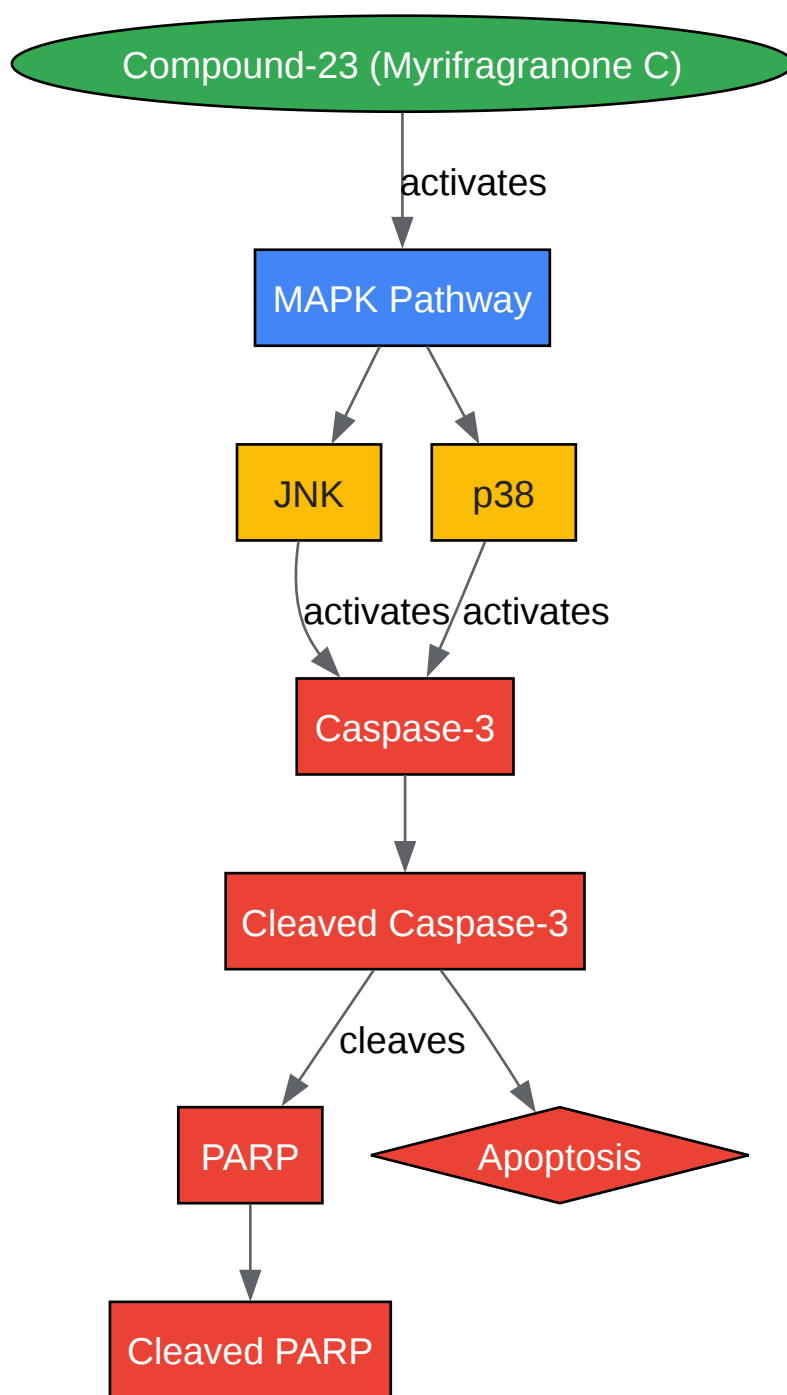 Compound-23 (Myrifragranone C)
activates
MAPK Pathway
JNK
p38
activates
activates
Caspase-3
Cleaved Caspase-3
cleaves
PARP
Apoptosis
Cleaved PARP